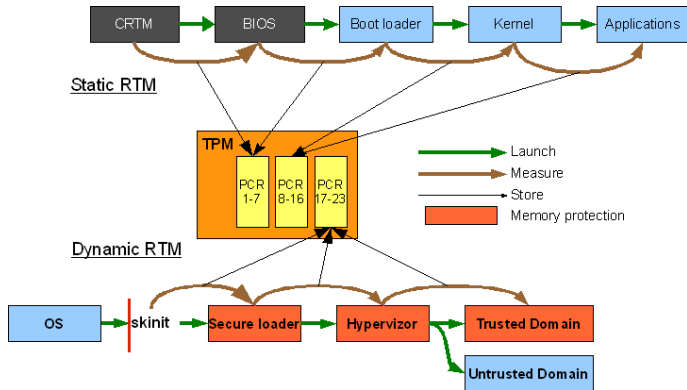 CRTM
BIOS
Boot loader
Kernel
Applications
Static RTM
TPM
PCR
1-7
PCR
8-16
PCR
17-23
Launch
Measure
Store
Memory protection
Dynamic RTM
OS
skinit
Secure loader
Hypervizor
Trusted Domain
Untrusted Domain